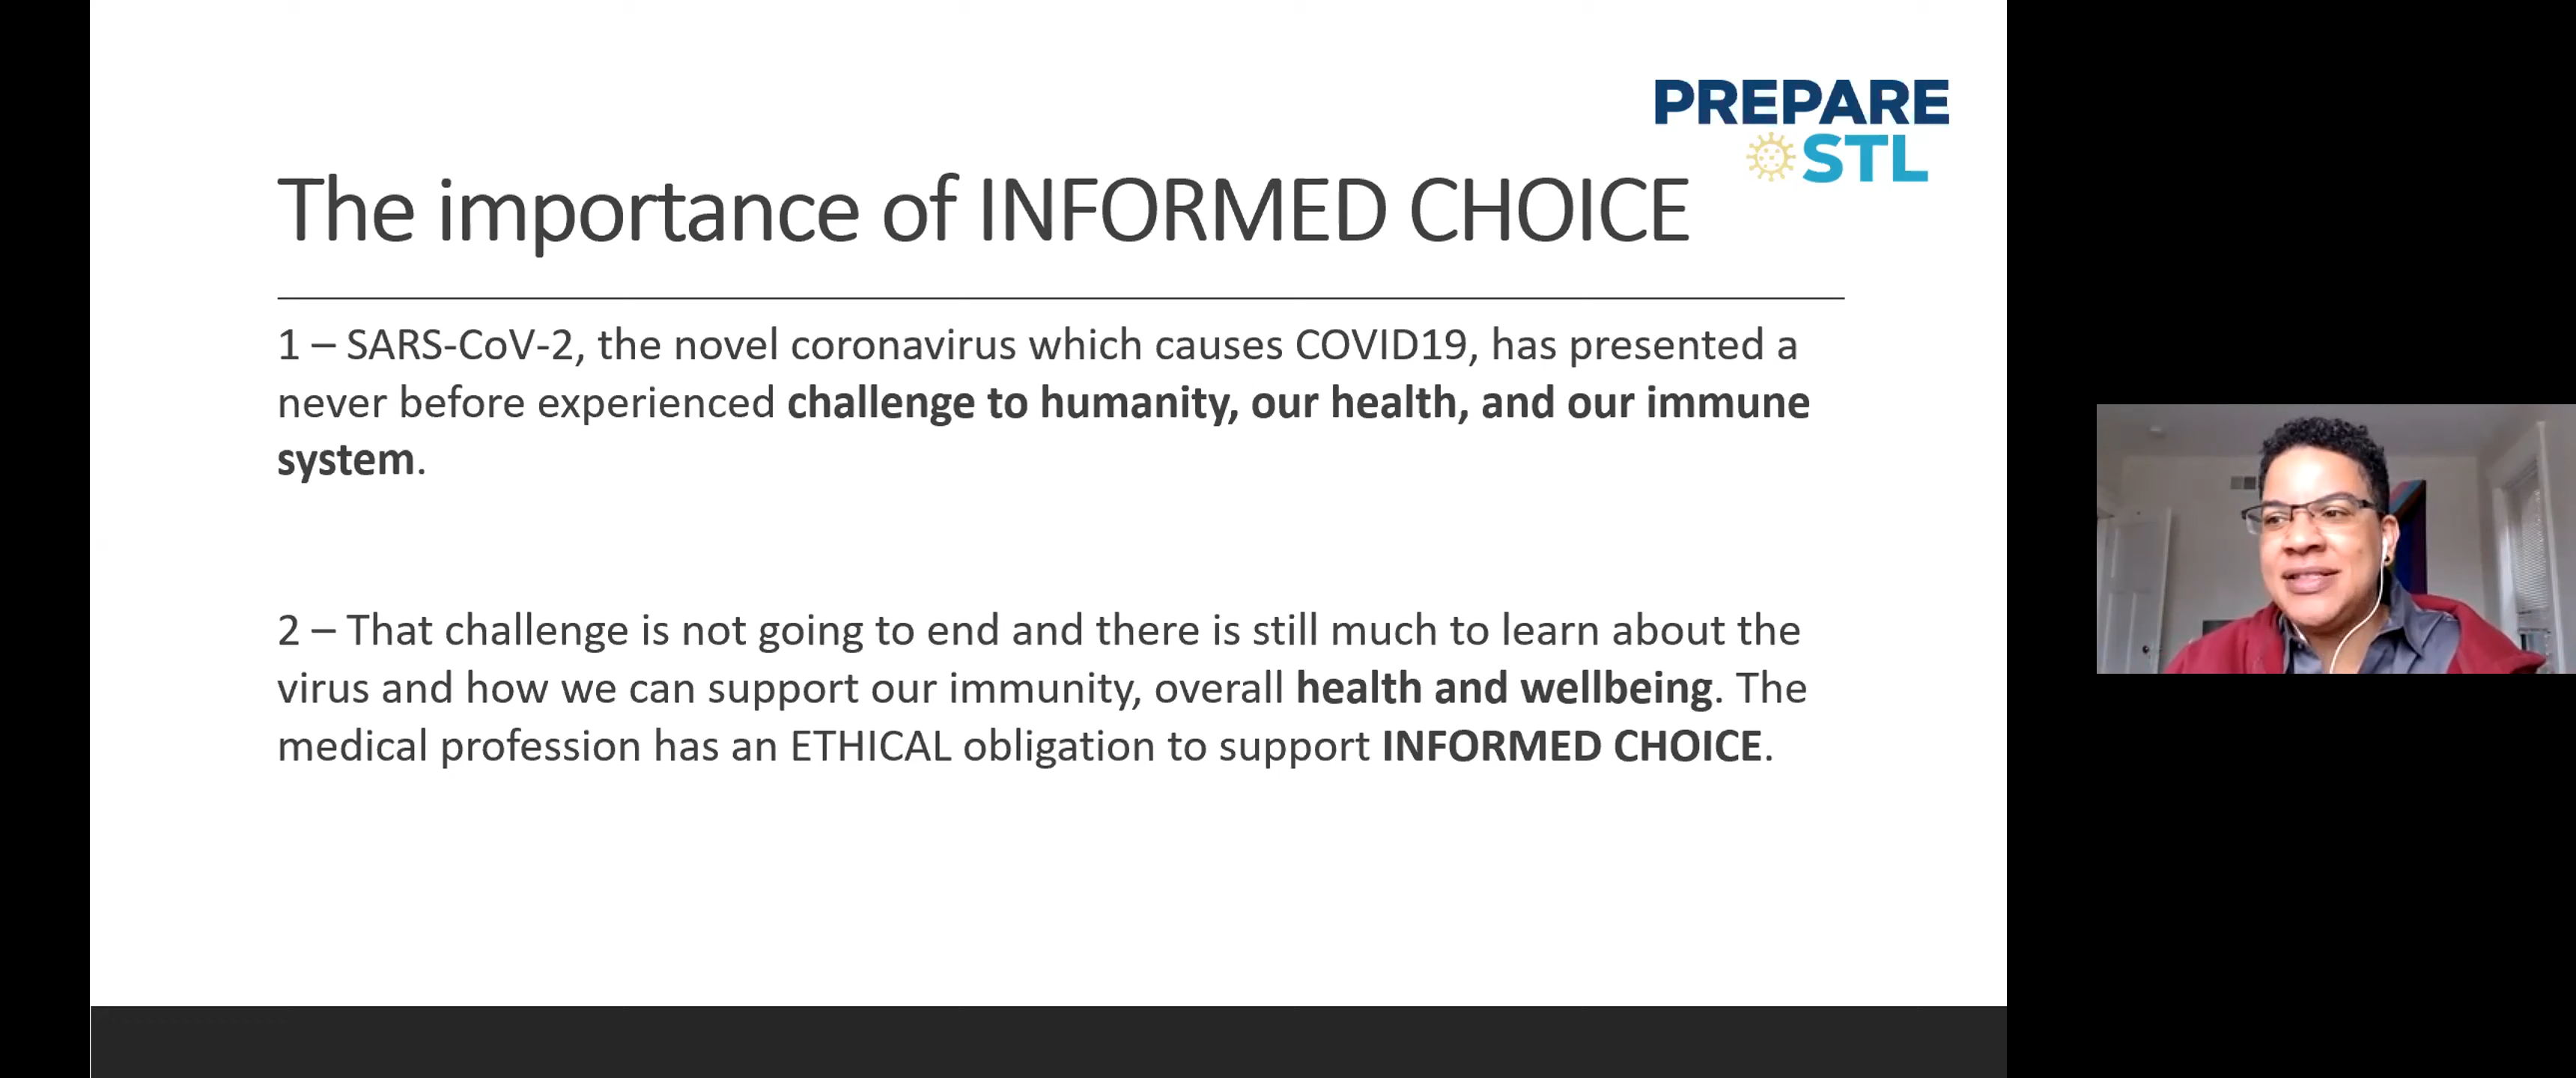 PREPARE
STL
The importance of INFORMED CHOICE
1 – SARS-CoV-2, the novel coronavirus which causes COVID19, has presented a
never before experienced challenge to humanity, our health, and our immune
system.
2 – That challenge is not going to end and there is still much to learn about the
virus and how we can support our immunity, overall health and wellbeing. The
medical profession has an ETHICAL obligation to support INFORMED CHOICE.